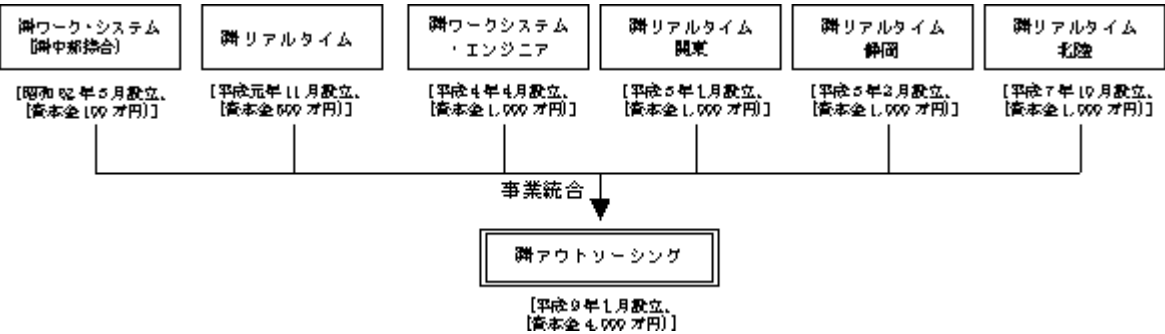 ㈱ワーク・システム
(㈱中部綜合)
㈱リアルタイム
㈱ワークシステム
・エンジニア
㈱リアルタイム
関東
㈱リアルタイム
静岡
㈱リアルタイム
北陸
[昭和62年5月設立、
(資本金100万円)]
[平成元年11月設立、
(資本金500万円)]
[平成4年4月設立、
(資本金1,000万円)]
[平成5年1月設立、
(資本金1,000万円)]
[平成5年2月設立、
(資本金1,000万円)]
[平成7年10月設立、
(資本金1,000万円)]
事業統合
㈱アウトソーシング
[平成9年1月設立、
(資本金4,000万円)]